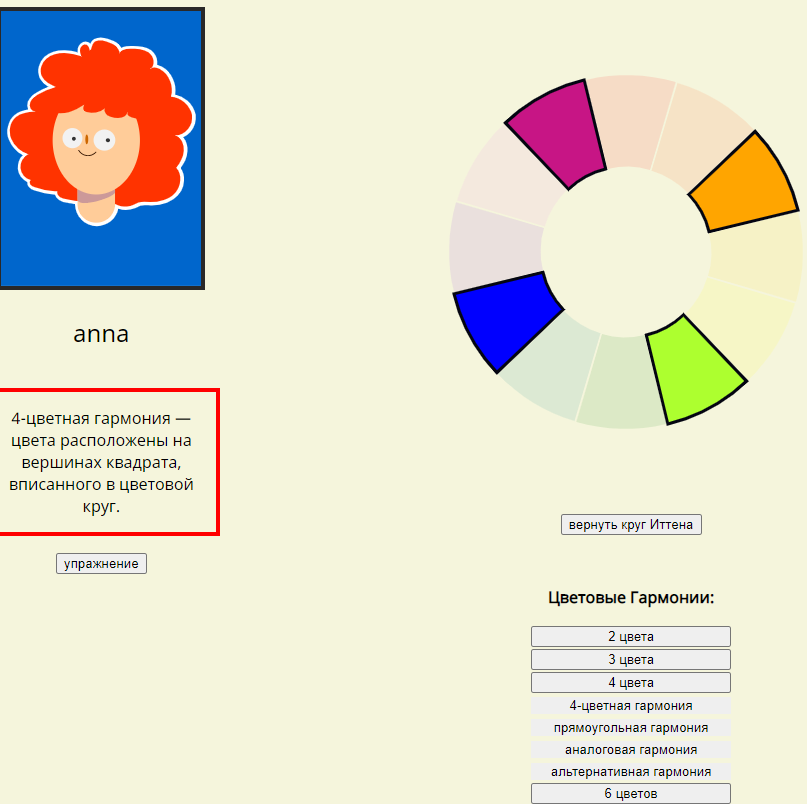 anna
4-цветная гармония —
цвета расположены на
вершинах квадрата,
вписанного в цветовой
круг.
упражнение
вернуть круг Иттена
Цветовые Гармонии:
2 цвета
3 цвета
4 цвета
4-цветная гармония
прямоугольная гармония
аналоговая гармония
альтернативная гармония
6 цветов